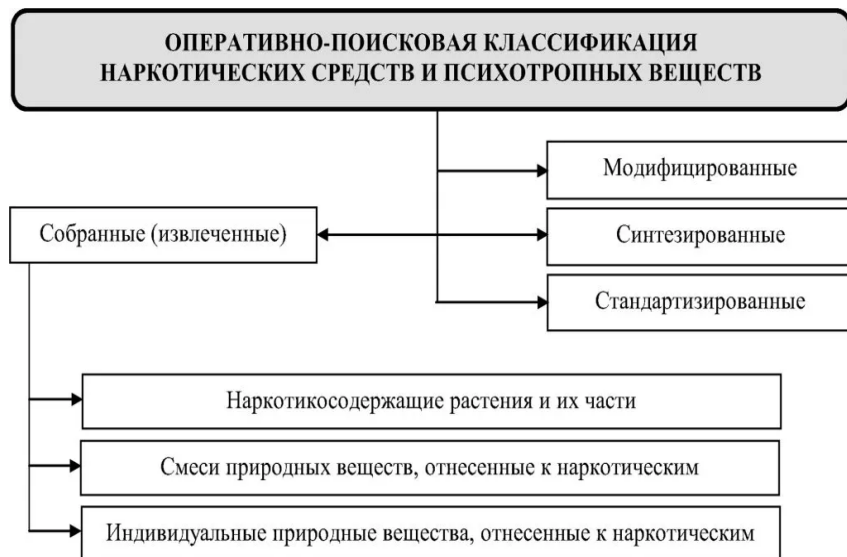 ОПЕРАТИВНО-ПОИСКОВАЯ КЛАССИФИКАЦИЯ
НАРКОТИЧЕСКИХ СРЕДСТВ И ПСИХОТРОПНЫХ ВЕЩЕСТВ
Модифицированные
Собранные (извлеченные)
Синтезированные
Стандартизированные
Наркотикосодержащие растения и их части
Смеси природных веществ, отнесенные к наркотическим
Индивидуальные природные вещества, отнесенные к наркотическим